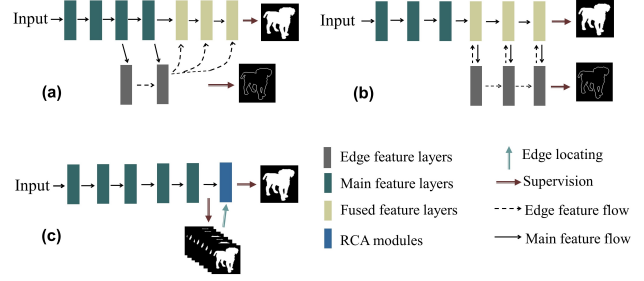 Input
(a)
Input
(b)
Input
(c)
Edge feature layers
Main feature layers
Fused feature layers
RCA modules
Edge locating
Supervision
Edge feature flow
Main feature flow